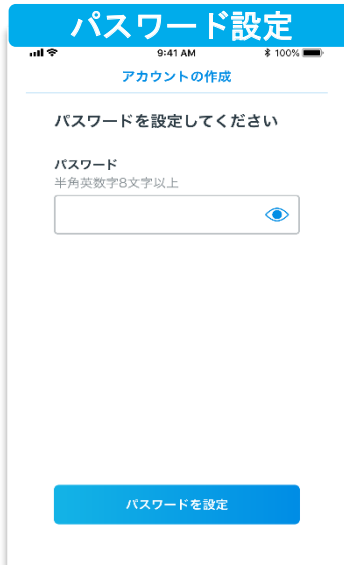 パスワード設定
9:41 AM 100%
アカウントの作成
パスワードを設定してください
パスワード
半角英数字8文字以上
パスワードを設定